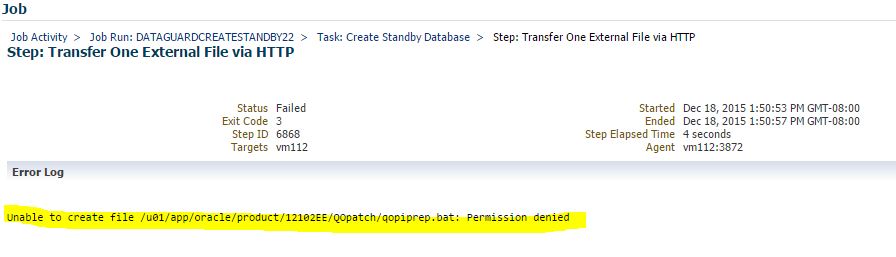 Job
Job Activity > Job Run: DATAGUARDCREATESTANDBY22 > Task: Create Standby Database > Step: Transfer One External File via HTTP
Step: Transfer One External File via HTTP
Status Failed
Exit Code 3
Step ID 6868
Targets vm112
Started Dec 18, 2015 1:50:53 PM GMT-08:00
Ended Dec 18, 2015 1:50:57 PM GMT-08:00
Step Elapsed Time 4 seconds
Agent vm112:3872
Error Log
Unable to create file /u01/app/oracle/product/12102EE/QOpatch/qopiprep.bat: Permission denied